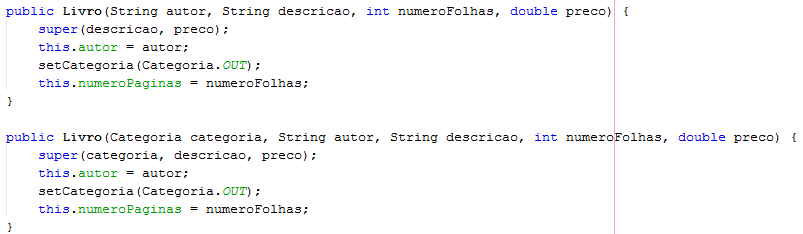 public Livro(String autor, String descricao, int numeroFolhas, double preco) {
super(descricao, preco);
this.autor = autor;
setCategoria(Categoria.OUT);
this.numeroPaginas = numeroFolhas;
}
public Livro(Categoria categoria, String autor, String descricao, int numeroFolhas, double preco) {
super(categoria, descricao, preco);
this.autor = autor;
setCategoria(Categoria.OUT);
this.numeroPaginas = numeroFolhas;
}